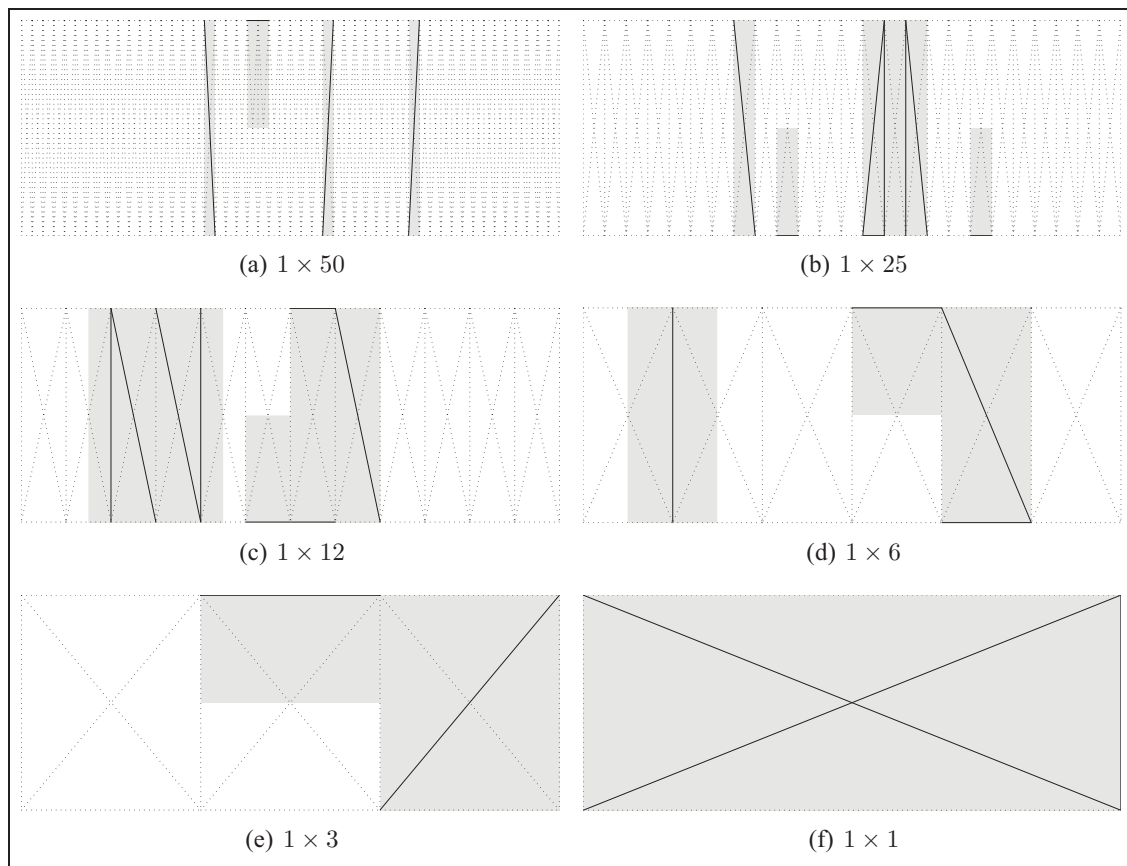 (a) 1 × 50
(b) 1 × 25
(c) 1 × 12
(d) 1 × 6
(e) 1 × 3
(f) 1 × 1